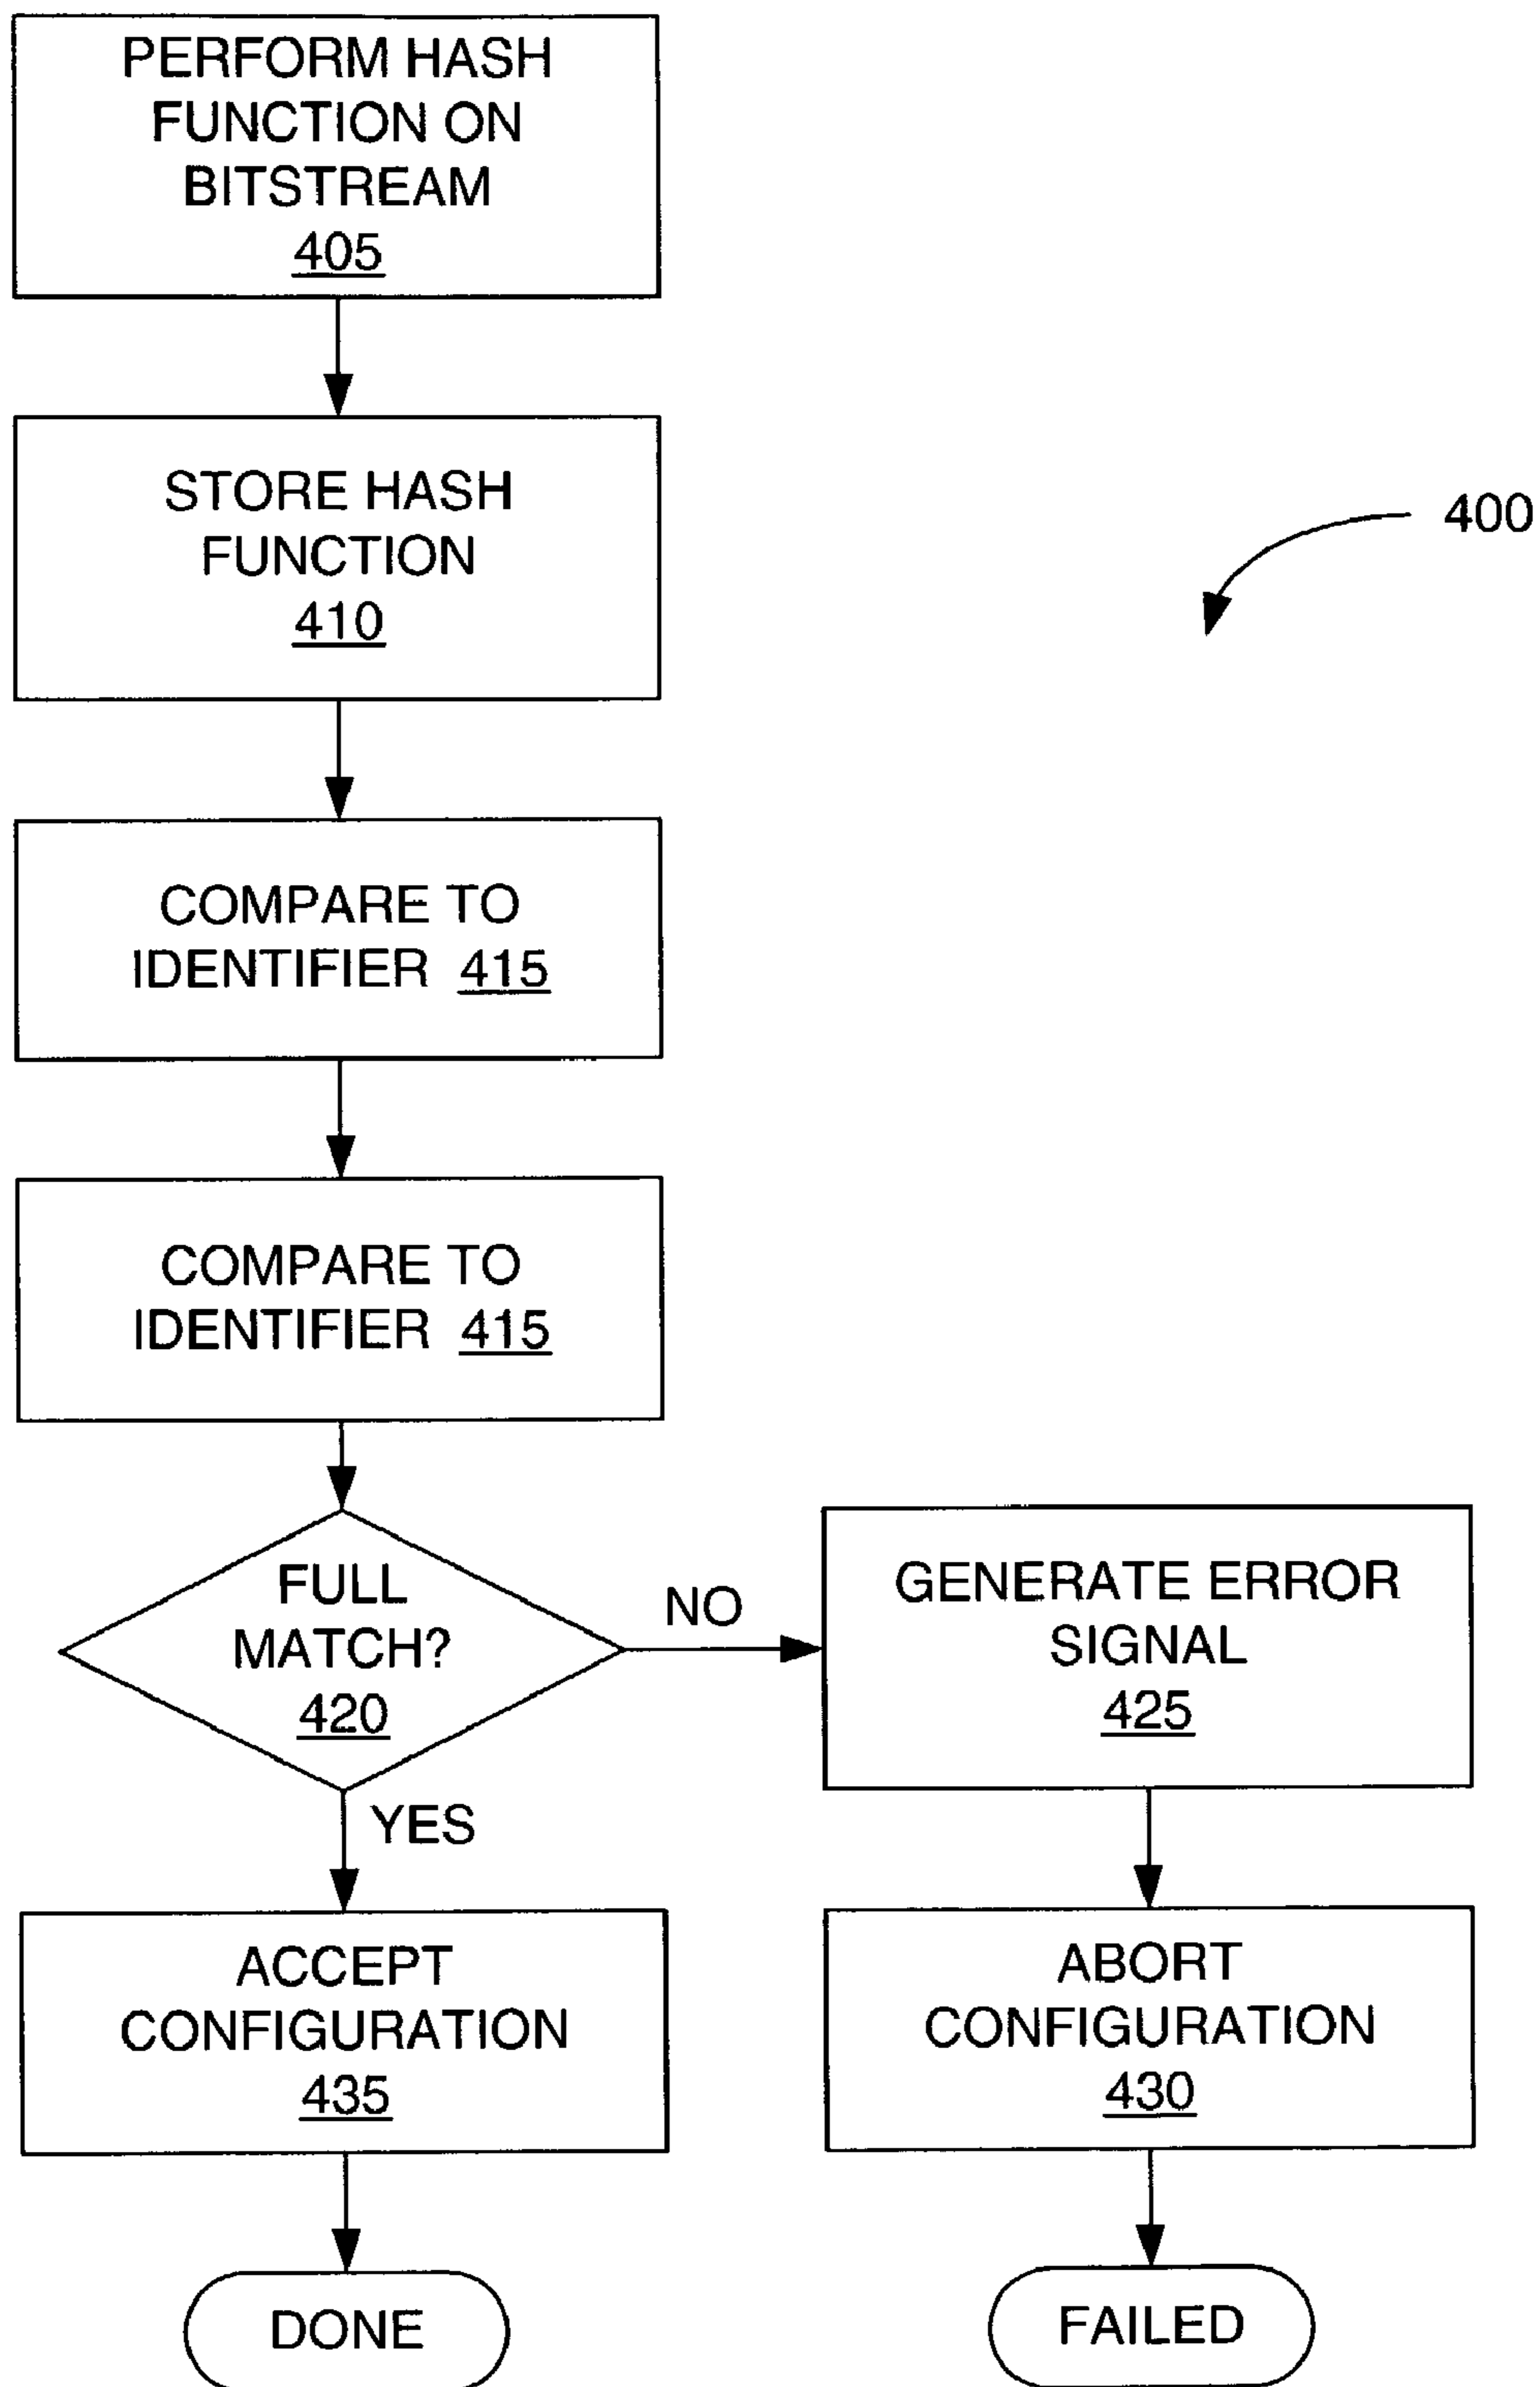 PERFORM HASH
FUNCTION ON
BITSTREAM
405
STORE HASH
FUNCTION
410
400
COMPARE TO
IDENTIFIER 415
COMPARE TO
IDENTIFIER 415
FULL
MATCH?
420
NO
GENERATE ERROR
SIGNAL
425
YES
ACCEPT
CONFIGURATION
435
ABORT
CONFIGURATION
430
DONE
FAILED